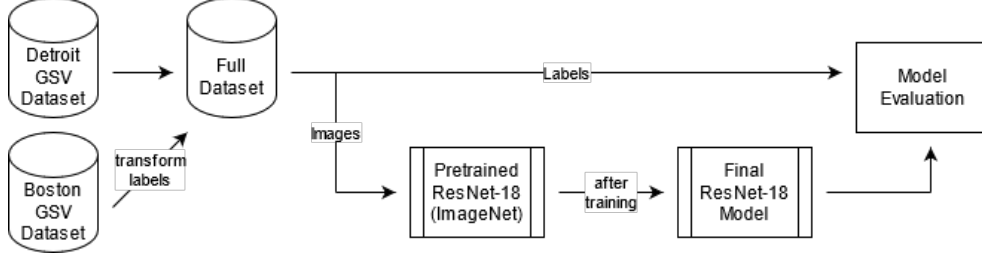 Detroit
GSV
Dataset
Full
Dataset
Labels
Model
Evaluation
Images
transform
labels
Boston
GSV
Dataset
Pretrained
ResNet-18
(ImageNet)
after
training
Final
ResNet-18
Model